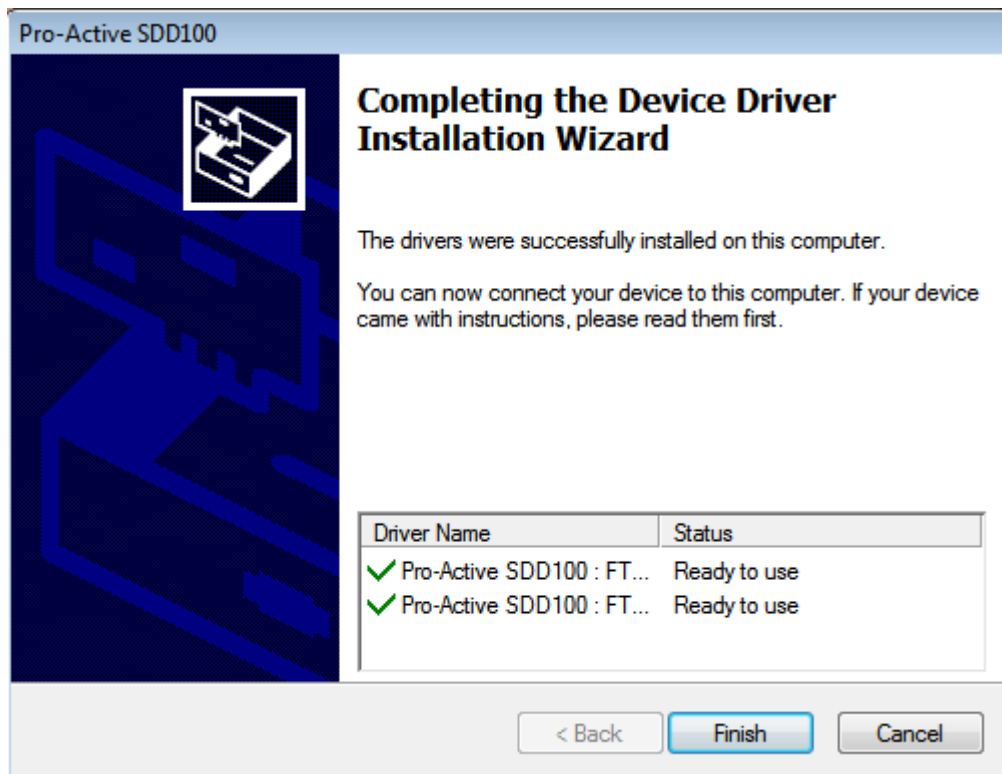 Pro-Active SDD100
Completing the Device Driver
Installation Wizard
The drivers were successfully installed on this computer.
You can now connect your device to this computer. If your device
came with instructions, please read them first.
Driver Name Status
Pro-Active SDD100 : FT... Ready to use
Pro-Active SDD100 : FT... Ready to use
< Back Finish Cancel